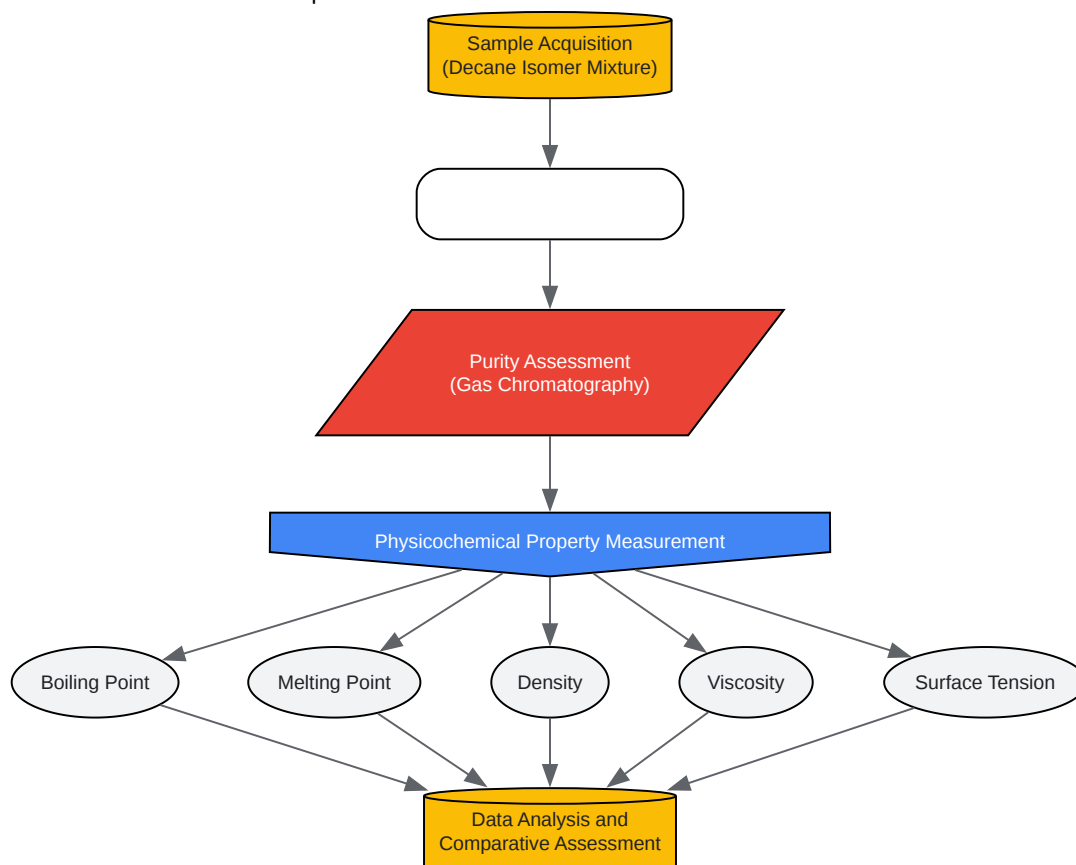 Sample Acquisition
(Decane Isomer Mixture)
Purity Assessment
(Gas Chromatography)
Physicochemical Property Measurement
Boiling Point
Melting Point
Density
Viscosity
Surface Tension
Data Analysis and
Comparative Assessment